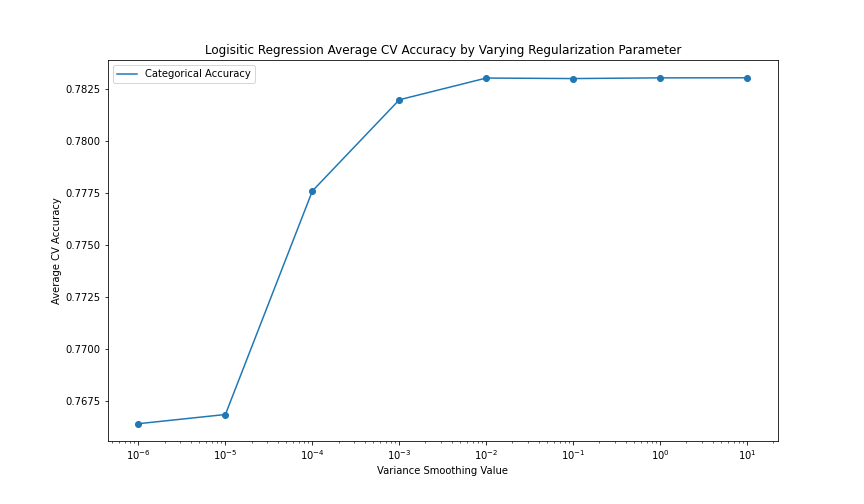 Logisitic Regression Average CV Accuracy by Varying Regularization Parameter
Categorical Accuracy
Average CV Accuracy
0.7825
0.7800
0.7775
0.7750
0.7725
0.7700
0.7675
10⁻⁶ 10⁻⁵ 10⁻⁴ 10⁻³ 10⁻² 10⁻¹ 10⁰ 10¹
Variance Smoothing Value